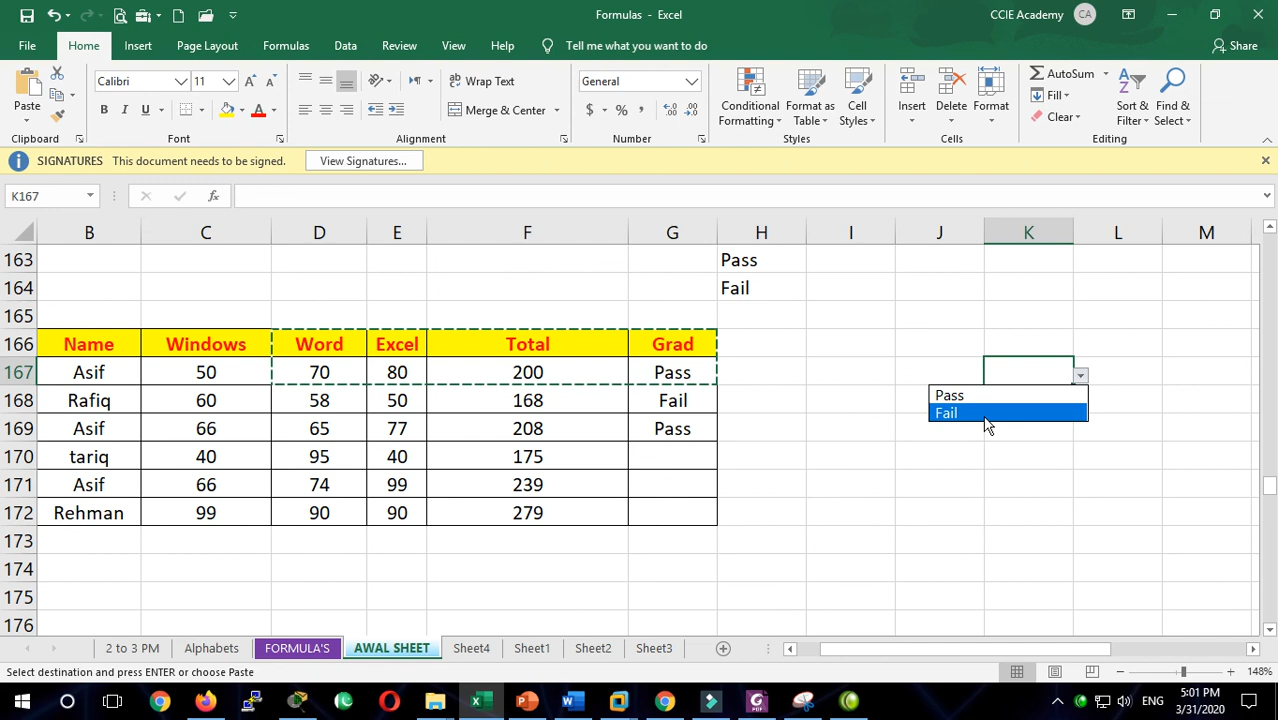 Formulas - Excel
CCIE Academy CA
File Home Insert Page Layout Formulas Data Review View Help Tell me what you want to do Share
Paste
Calibri 11 A A
B I U A
Wrap Text
Merge & Center
General
$ % ,
Conditional Formatting
Format as Table
Cell Styles
Insert Delete Format
AutoSum
Fill
Clear
Sort & Filter
Find & Select
Clipboard Font Alignment Number Styles Cells Editing
SIGNATURES This document needs to be signed. View Signatures...
K167 fx
B C D E F G H I J K L M
163 Pass
164 Fail
165
166 Name Windows Word Excel Total Grad
167 Asif 50 70 80 200 Pass
168 Rafiq 60 58 50 168 Fail
169 Asif 66 65 77 208 Pass
170 tariq 40 95 40 175
171 Asif 66 74 99 239
172 Rehman 99 90 90 279
173
174
175
176
Pass
Fail
2 to 3 PM Alphabets FORMULA'S AWAL SHEET Sheet4 Sheet1 Sheet2 Sheet3
Select destination and press ENTER or choose Paste 148%
ENG 5:01 PM
3/31/2020